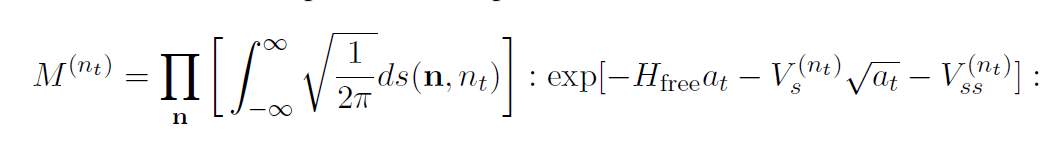 M^{(n_t)} = \prod_{\mathbf{n}} \left[ \int_{-\infty}^{\infty} \sqrt{\frac{1}{2\pi}} ds(\mathbf{n}, n_t) \right] : \exp[-H_{\text{free}} a_t - V_s^{(n_t)} \sqrt{a_t} - V_{ss}^{(n_t)}] :